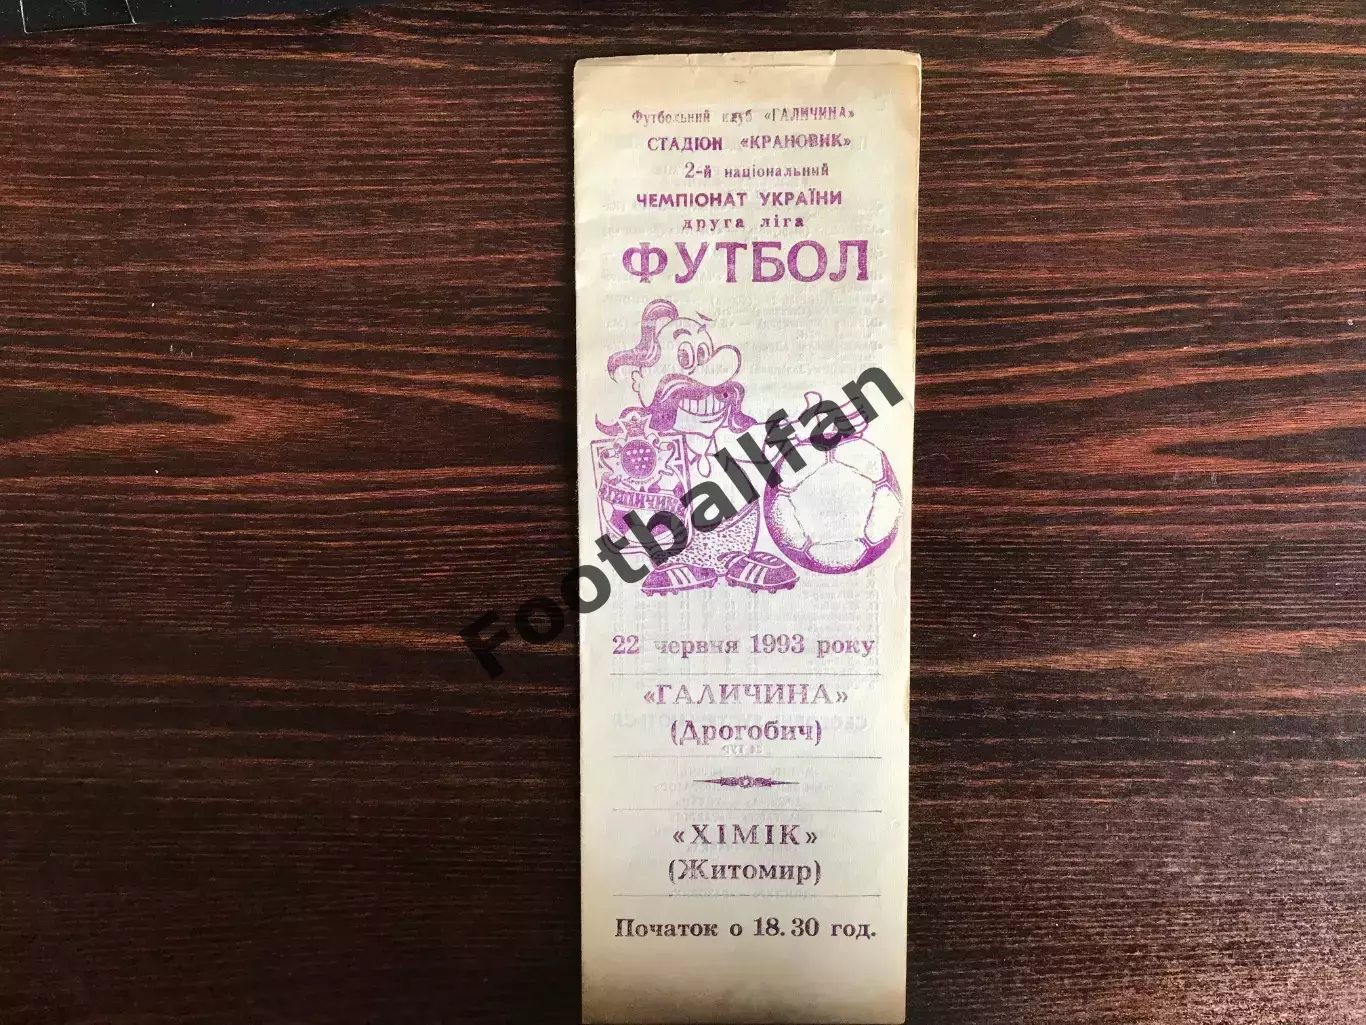 Футбольний клуб «ГАЛИЧИНА»
СТАДІОН «КРАНОВИК»
2-й національний
ЧЕМПІОНАТ УКРАЇНИ
друга ліга
ФУТБОЛ
ГАЛИЧИНА
Footballfan
22 червня 1993 року
«ГАЛИЧИНА»
(Дрогобич)
«ХІМІК»
(Житомир)
Початок о 18.30 год.